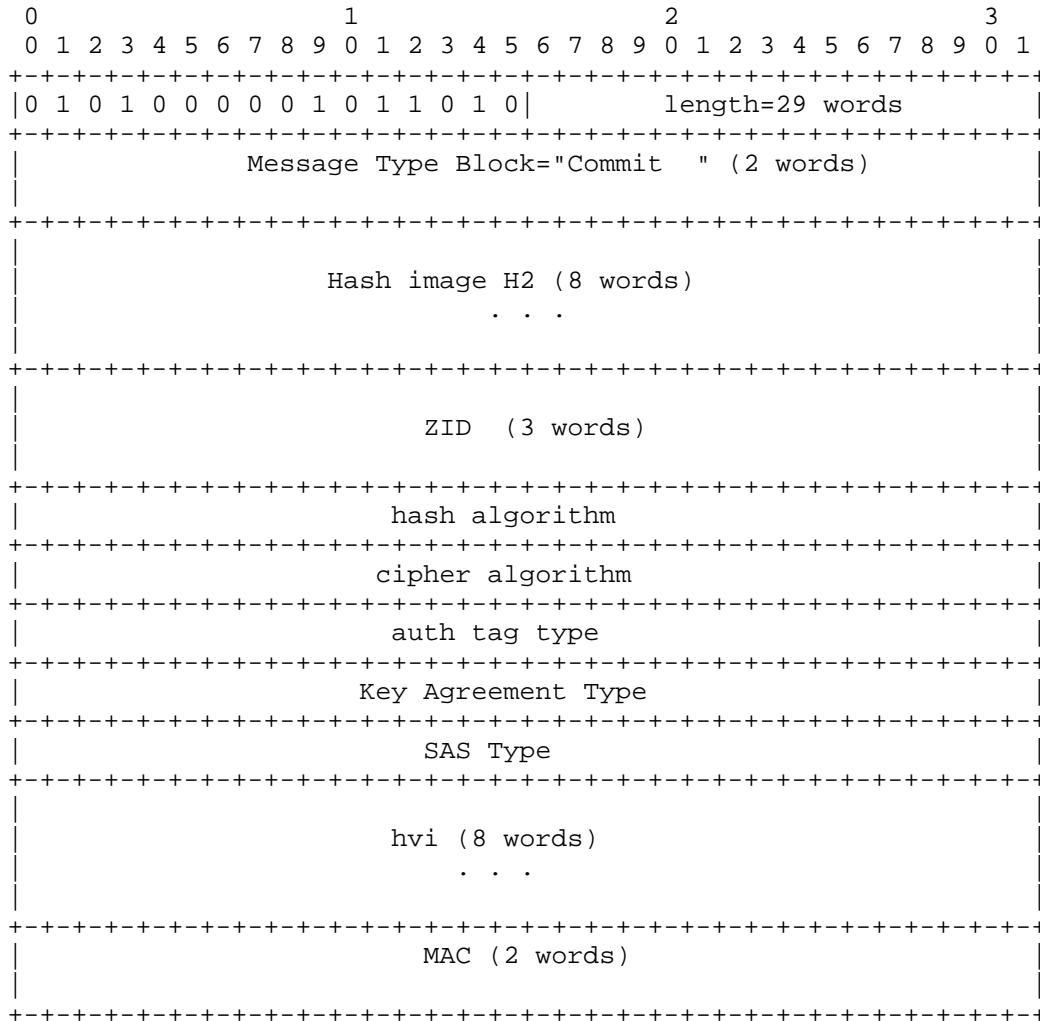 0                   1                   2                   3
 0 1 2 3 4 5 6 7 8 9 0 1 2 3 4 5 6 7 8 9 0 1 2 3 4 5 6 7 8 9 0 1
+-+-+-+-+-+-+-+-+-+-+-+-+-+-+-+-+-+-+-+-+-+-+-+-+-+-+-+-+-+-+-+-+
|0 1 0 1 0 0 0 0 0 1 0 1 1 0 1 0|        length=29 words        |
+-+-+-+-+-+-+-+-+-+-+-+-+-+-+-+-+-+-+-+-+-+-+-+-+-+-+-+-+-+-+-+-+
|              Message Type Block="Commit  " (2 words)          |
|                                                               |
+-+-+-+-+-+-+-+-+-+-+-+-+-+-+-+-+-+-+-+-+-+-+-+-+-+-+-+-+-+-+-+-+
|                                                               |
|                   Hash image H2 (8 words)                     |
|                             . . .                             |
|                                                               |
+-+-+-+-+-+-+-+-+-+-+-+-+-+-+-+-+-+-+-+-+-+-+-+-+-+-+-+-+-+-+-+-+
|                                                               |
|                         ZID  (3 words)                        |
|                                                               |
+-+-+-+-+-+-+-+-+-+-+-+-+-+-+-+-+-+-+-+-+-+-+-+-+-+-+-+-+-+-+-+-+
|                       hash algorithm                          |
+-+-+-+-+-+-+-+-+-+-+-+-+-+-+-+-+-+-+-+-+-+-+-+-+-+-+-+-+-+-+-+-+
|                      cipher algorithm                         |
+-+-+-+-+-+-+-+-+-+-+-+-+-+-+-+-+-+-+-+-+-+-+-+-+-+-+-+-+-+-+-+-+
|                       auth tag type                           |
+-+-+-+-+-+-+-+-+-+-+-+-+-+-+-+-+-+-+-+-+-+-+-+-+-+-+-+-+-+-+-+-+
|                     Key Agreement Type                        |
+-+-+-+-+-+-+-+-+-+-+-+-+-+-+-+-+-+-+-+-+-+-+-+-+-+-+-+-+-+-+-+-+
|                         SAS Type                              |
+-+-+-+-+-+-+-+-+-+-+-+-+-+-+-+-+-+-+-+-+-+-+-+-+-+-+-+-+-+-+-+-+
|                                                               |
|                       hvi (8 words)                           |
|                           . . .                               |
|                                                               |
+-+-+-+-+-+-+-+-+-+-+-+-+-+-+-+-+-+-+-+-+-+-+-+-+-+-+-+-+-+-+-+-+
|                         MAC (2 words)                         |
|                                                               |
+-+-+-+-+-+-+-+-+-+-+-+-+-+-+-+-+-+-+-+-+-+-+-+-+-+-+-+-+-+-+-+-+